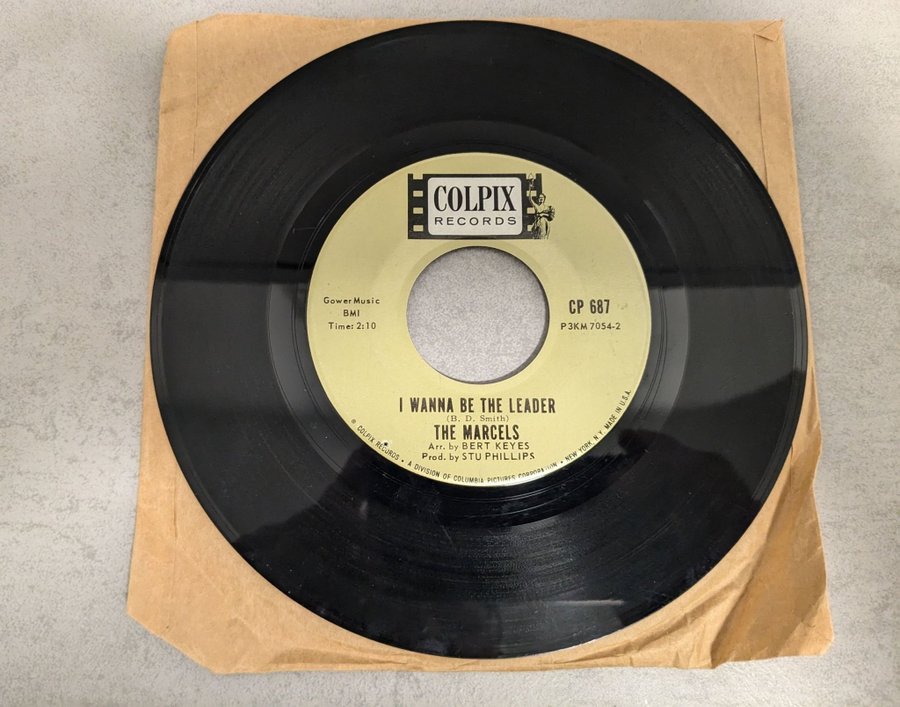 COLPIX
RECORDS
Gower Music
BMI
Time: 2:10
CP 687
P3KM 7054-2
I WANNA BE THE LEADER
(B. D. Smith)
THE MARCELS
Arr. by BERT KEYES
Prod. by STU PHILLIPS
© COLPIX RECORDS • A DIVISION OF COLUMBIA PICTURES CORPORATION • NEW YORK, N.Y. MADE IN U.S.A.